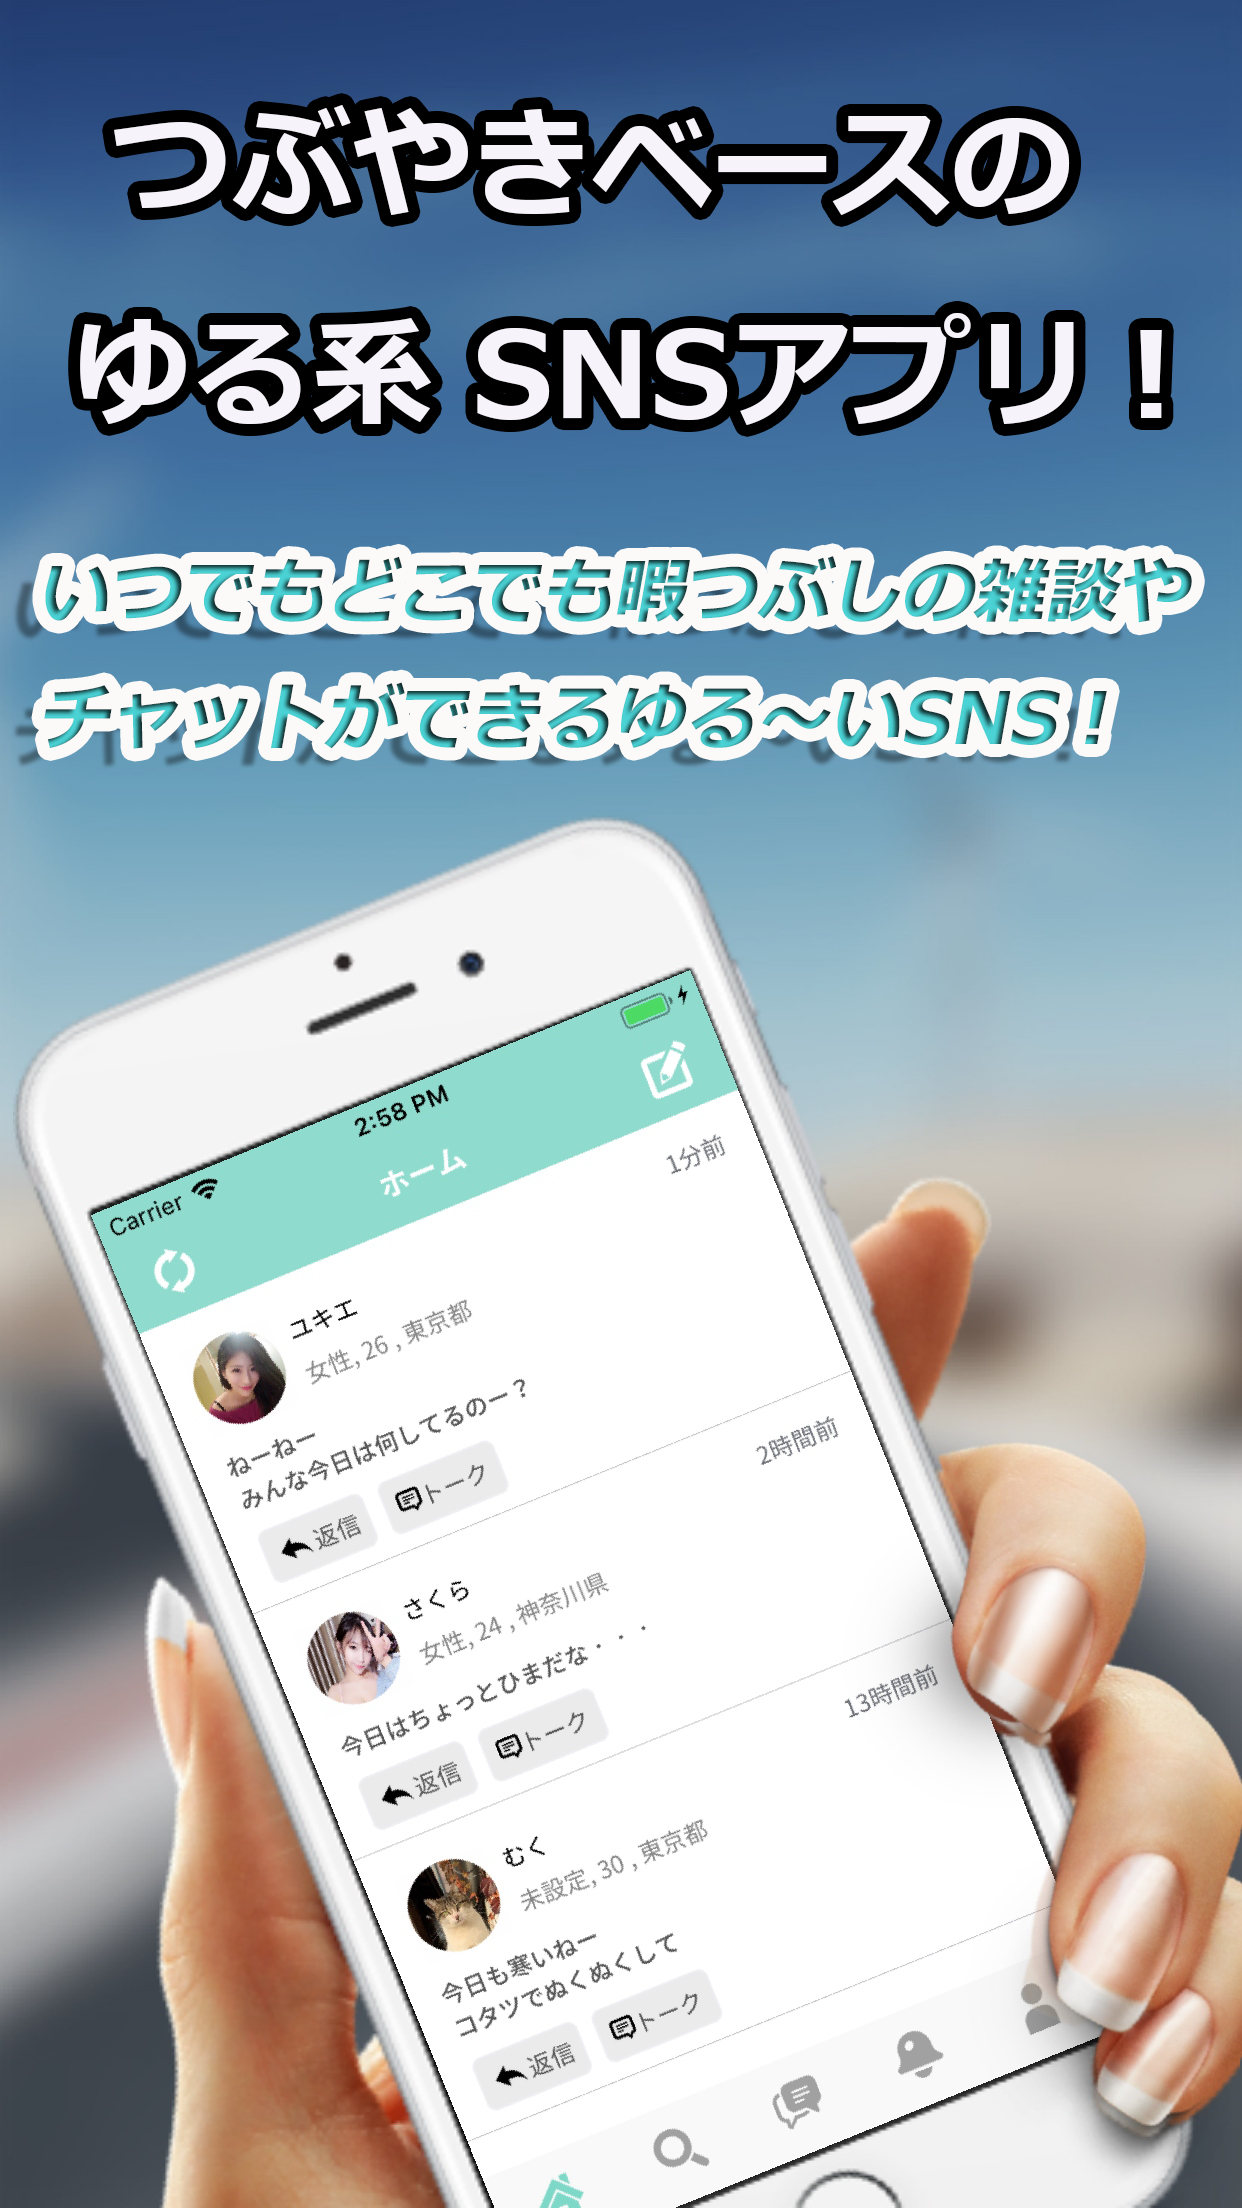 つぶやきベースの
ゆる系 SNSアプリ！
いつでもどこでも暇つぶしの雑談や
チャットができるゆる～いSNS！
Carrier
2:58 PM
ホーム
1分前
ユキエ
女性, 26 , 東京都
ねーねー
みんな今日は何してるのー？
返信
トーク
2時間前
さくら
女性, 24 , 神奈川県
今日はちょっとひまだな・・・
返信
トーク
13時間前
むく
未設定, 30 , 東京都
今日も寒いねー
コタツでぬくぬくして
返信
トーク